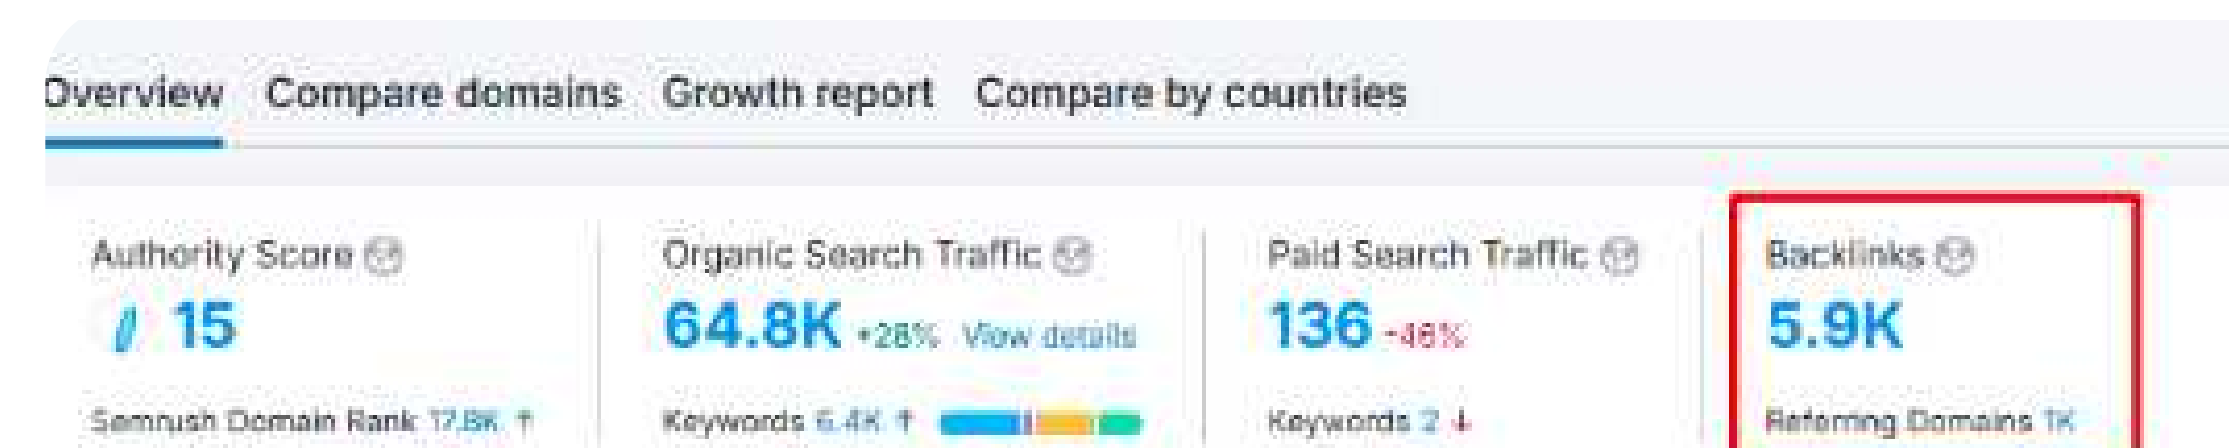 Overview Compare domains Growth report Compare by countries
Authority Score Organic Search Traffic Paid Search Traffic Backlinks
15 64.8K +28% View details 136 -46% 5.9K
Semrush Domain Rank 17.8K ↑ Keywords 6.4K ↑ Keywords 2 ↓ Referring Domains 1K